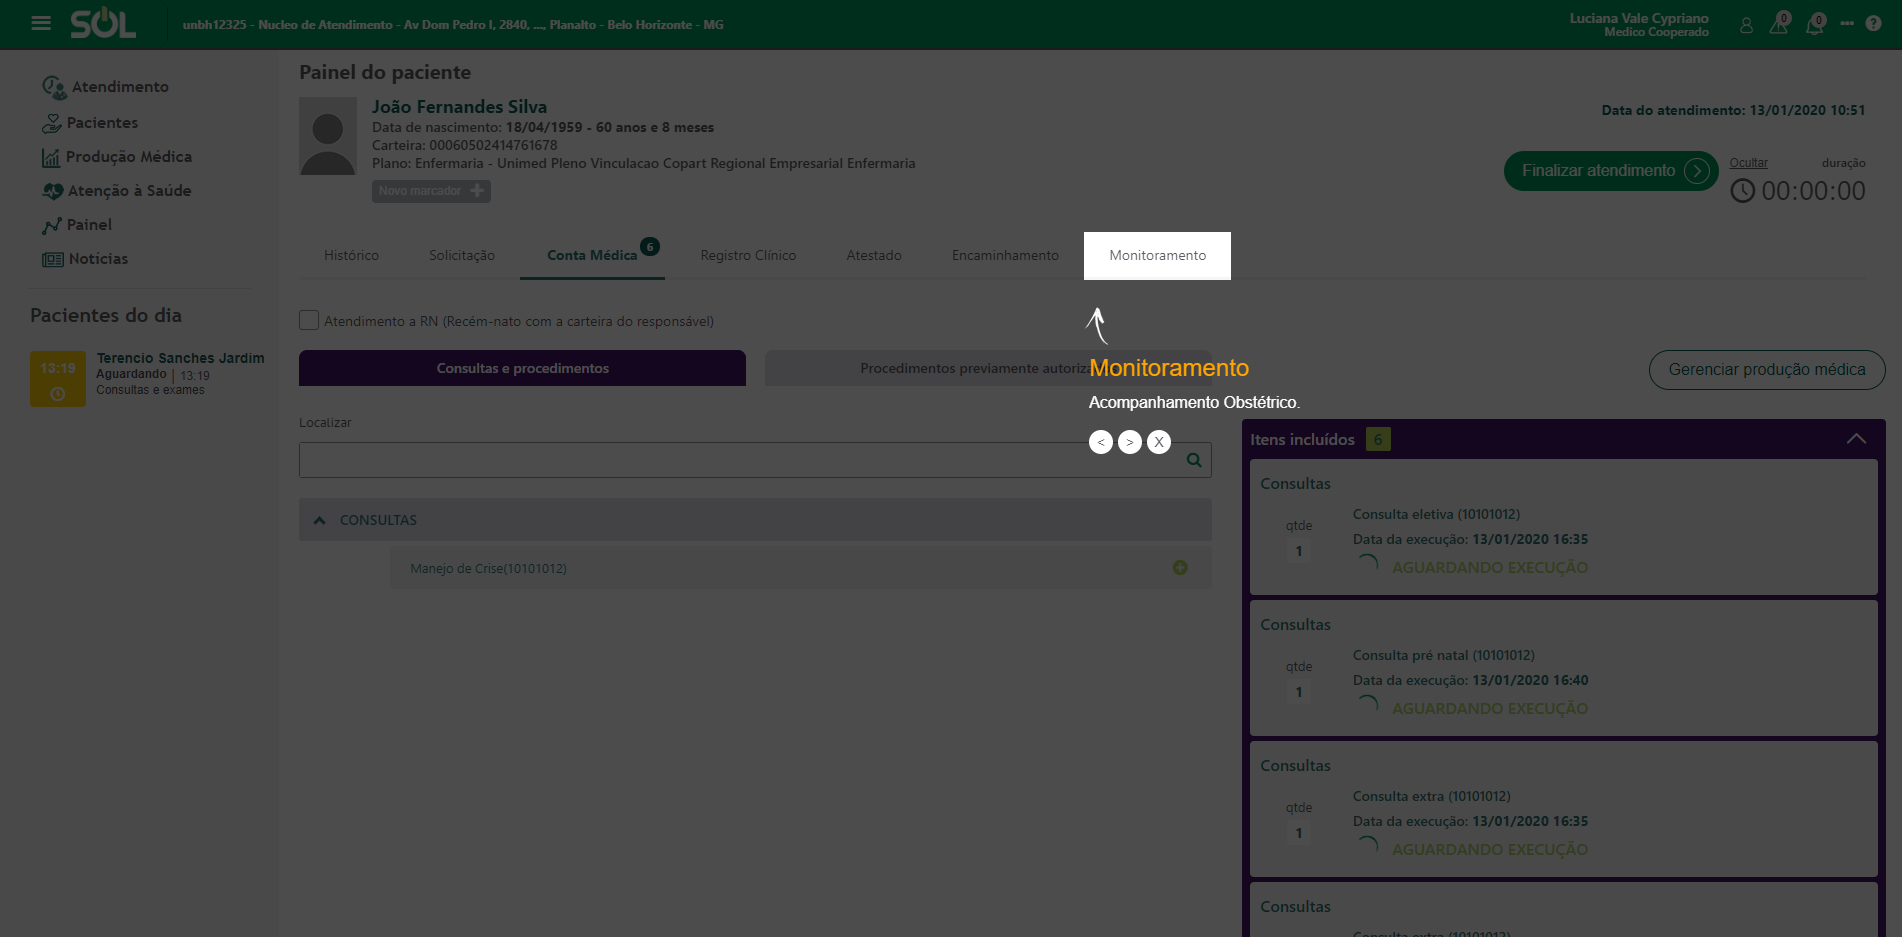 SOL
unbh12325 - Nucleo de Atendimento - Av Dom Pedro I, 2840, ..., Planalto - Belo Horizonte - MG
Luciana Vale Cypriano
Medico Cooperado
0
0
?
Atendimento
Pacientes
Produção Médica
Atenção à Saúde
Painel
Notícias
Pacientes do dia
13:19
Terencio Sanches Jardim
Aguardando | 13:19
Consultas e exames
Painel do paciente
João Fernandes Silva
Data de nascimento: 18/04/1959 - 60 anos e 8 meses
Carteira: 00060502414761678
Plano: Enfermaria - Unimed Pleno Vinculacao Copart Regional Empresarial Enfermaria
Novo marcador
Data do atendimento: 13/01/2020 10:51
Finalizar atendimento
Ocultar
duração
00:00:00
Histórico
Solicitação
Conta Médica
6
Registro Clínico
Atestado
Encaminhamento
Monitoramento
Atendimento a RN (Recém-nato com a carteira do responsável)
Consultas e procedimentos
Procedimentos previamente autoriza
Monitoramento
Acompanhamento Obstétrico.
< > X
Gerenciar produção médica
Localizar
CONSULTAS
Manejo de Crise(10101012)
Itens incluídos 6
Consultas
qtde
1
Consulta eletiva (10101012)
Data da execução: 13/01/2020 16:35
AGUARDANDO EXECUÇÃO
Consultas
qtde
1
Consulta pré natal (10101012)
Data da execução: 13/01/2020 16:40
AGUARDANDO EXECUÇÃO
Consultas
qtde
1
Consulta extra (10101012)
Data da execução: 13/01/2020 16:35
AGUARDANDO EXECUÇÃO
Consultas
Consulta extra (10101012)